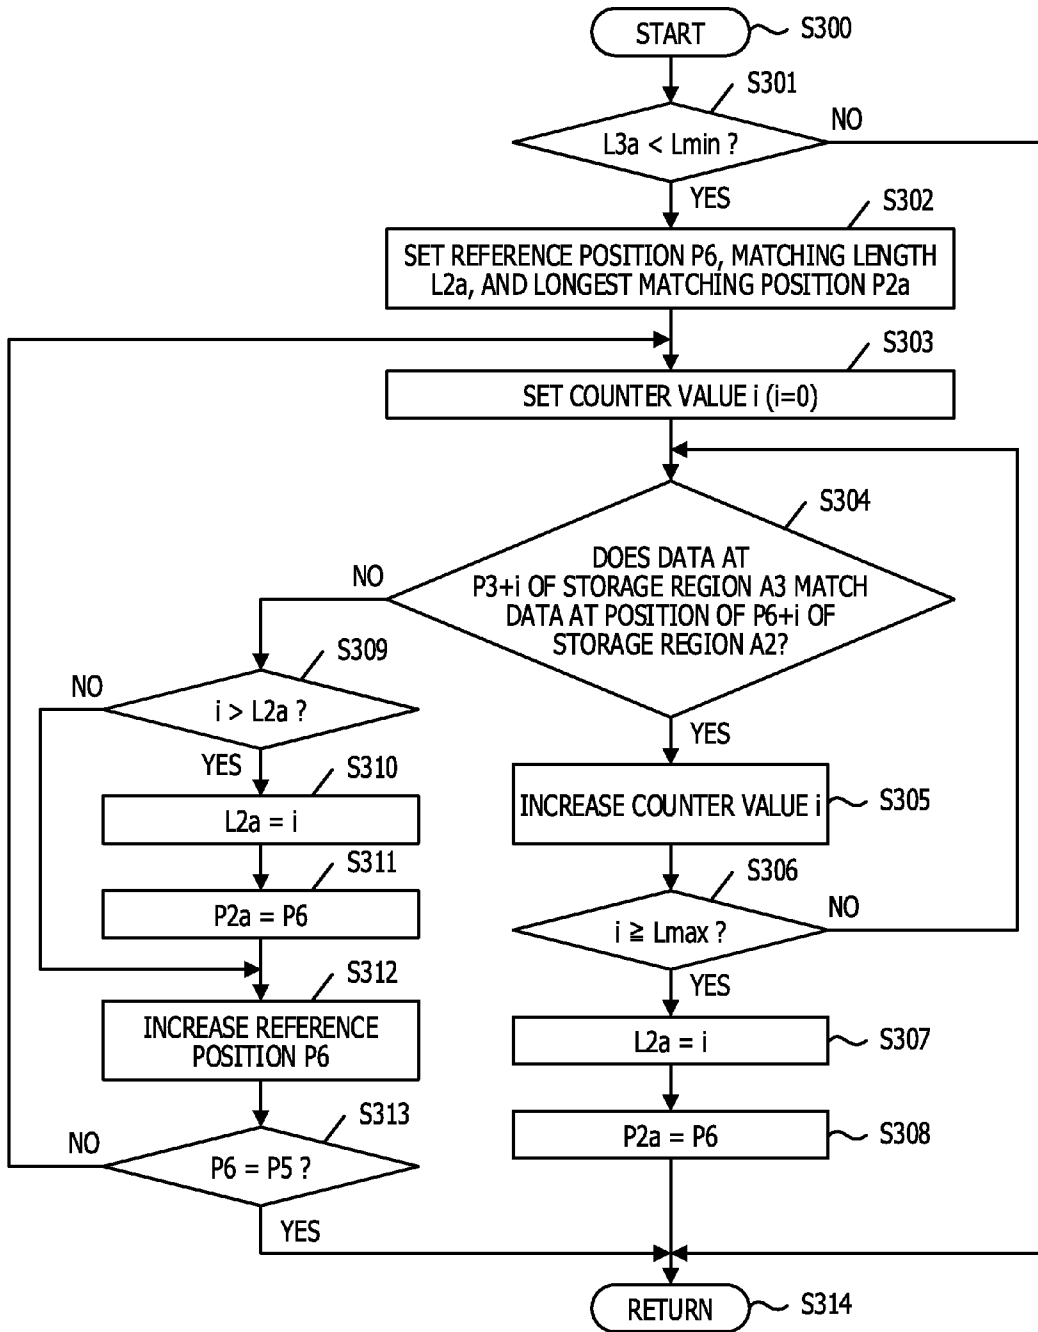 START
S300
S301
L3a < Lmin ?
NO
YES
S302
SET REFERENCE POSITION P6, MATCHING LENGTH
L2a, AND LONGEST MATCHING POSITION P2a
S303
SET COUNTER VALUE i (i=0)
S304
DOES DATA AT
P3+i OF STORAGE REGION A3 MATCH
DATA AT POSITION OF P6+i OF
STORAGE REGION A2?
NO
YES
S309
NO
i > L2a ?
YES
S310
L2a = i
S311
P2a = P6
S312
INCREASE REFERENCE
POSITION P6
S313
NO
P6 = P5 ?
YES
INCREASE COUNTER VALUE i
S305
S306
i ≧ Lmax ?
NO
YES
L2a = i
S307
P2a = P6
S308
RETURN
S314